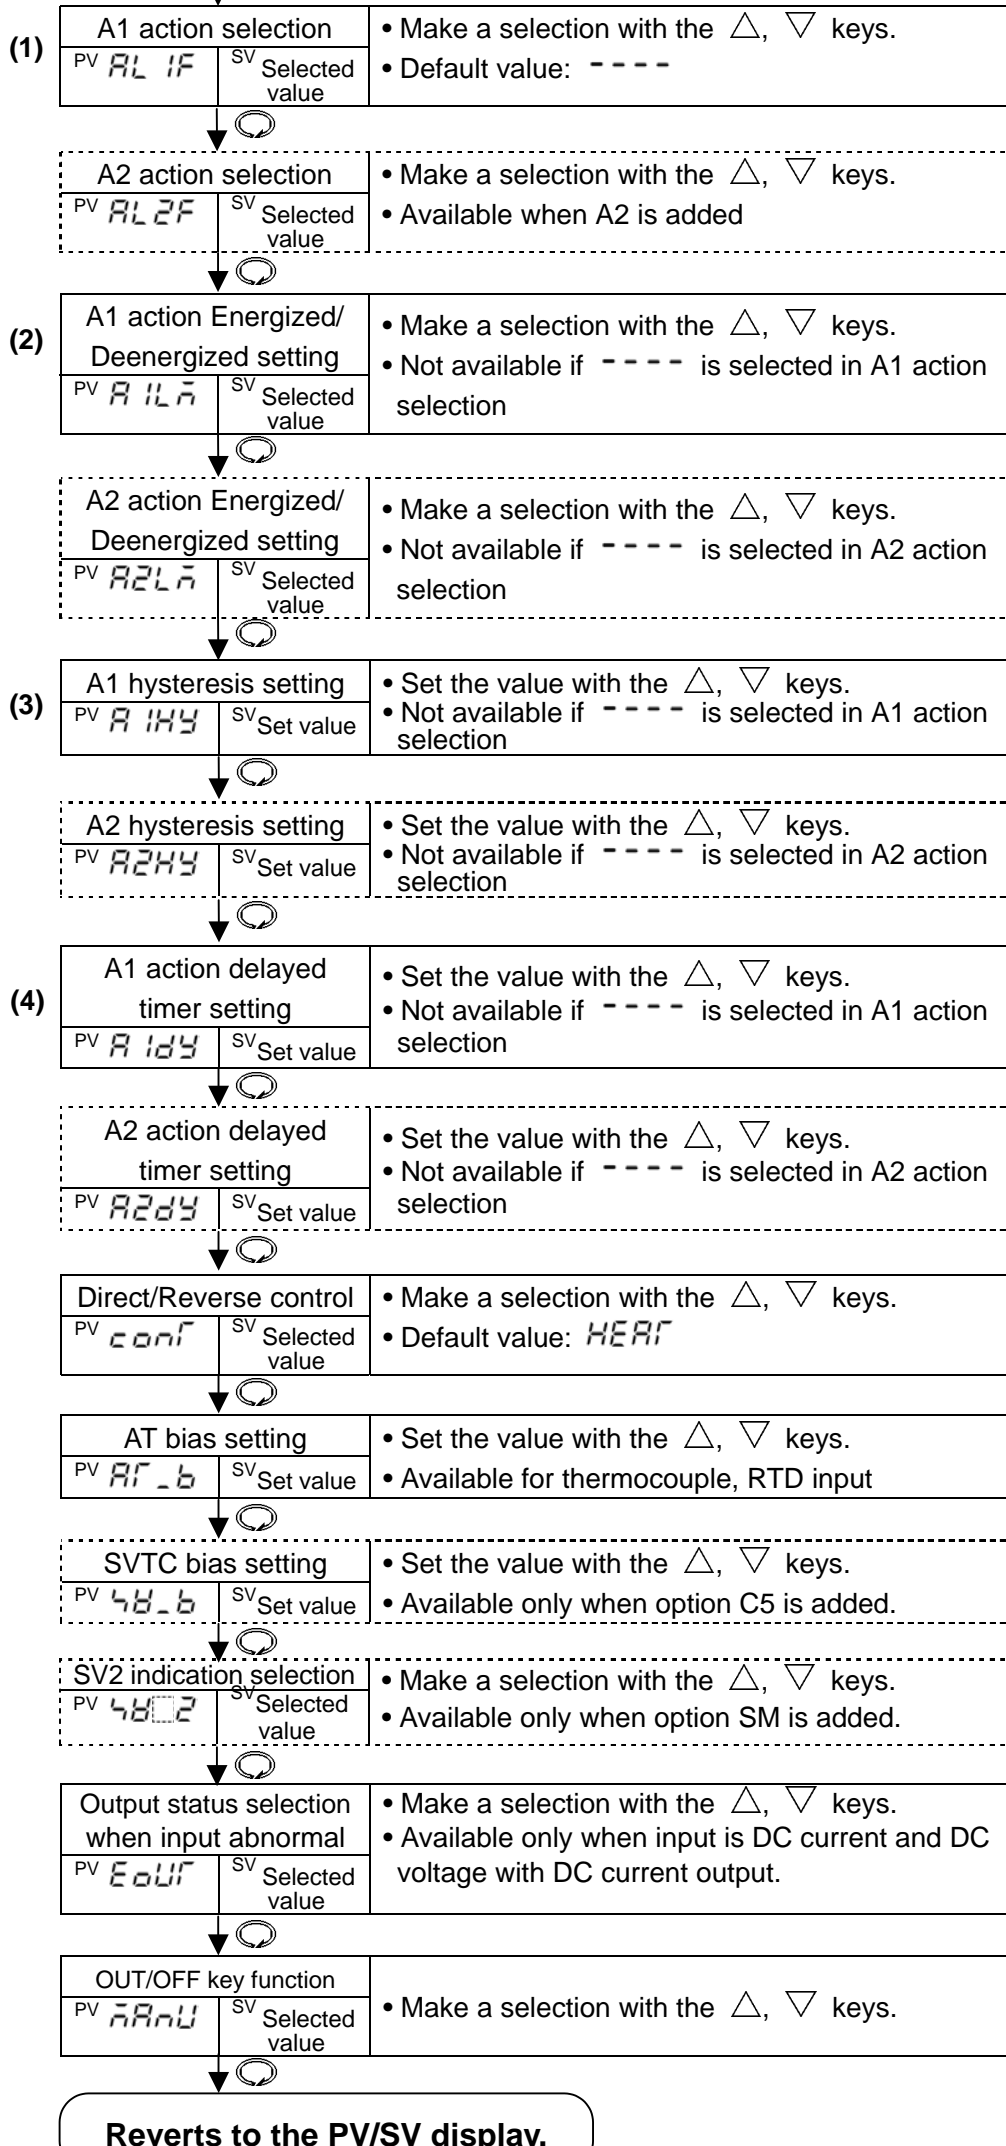 (1)
A1 action selection
PV AL1F
SV Selected value
• Make a selection with the △, ▽ keys.
• Default value: ----
A2 action selection
PV AL2F
SV Selected value
• Make a selection with the △, ▽ keys.
• Available when A2 is added
(2)
A1 action Energized/
Deenergized setting
PV A1Lm
SV Selected value
• Make a selection with the △, ▽ keys.
• Not available if ---- is selected in A1 action
selection
A2 action Energized/
Deenergized setting
PV A2Lm
SV Selected value
• Make a selection with the △, ▽ keys.
• Not available if ---- is selected in A2 action
selection
(3)
A1 hysteresis setting
PV A1HY
SV Set value
• Set the value with the △, ▽ keys.
• Not available if ---- is selected in A1 action
selection
A2 hysteresis setting
PV A2HY
SV Set value
• Set the value with the △, ▽ keys.
• Not available if ---- is selected in A2 action
selection
(4)
A1 action delayed
timer setting
PV A1dY
SV Set value
• Set the value with the △, ▽ keys.
• Not available if ---- is selected in A1 action
selection
A2 action delayed
timer setting
PV A2dY
SV Set value
• Set the value with the △, ▽ keys.
• Not available if ---- is selected in A2 action
selection
Direct/Reverse control
PV conT
SV Selected value
• Make a selection with the △, ▽ keys.
• Default value: HEAT
AT bias setting
PV AT_b
SV Set value
• Set the value with the △, ▽ keys.
• Available for thermocouple, RTD input
SVTC bias setting
PV SV_b
SV Set value
• Set the value with the △, ▽ keys.
• Available only when option C5 is added.
SV2 indication selection
PV SV 2
SV Selected value
• Make a selection with the △, ▽ keys.
• Available only when option SM is added.
Output status selection
when input abnormal
PV EoUT
SV Selected value
• Make a selection with the △, ▽ keys.
• Available only when input is DC current and DC
voltage with DC current output.
OUT/OFF key function
PV mAnU
SV Selected value
• Make a selection with the △, ▽ keys.
Reverts to the PV/SV display.